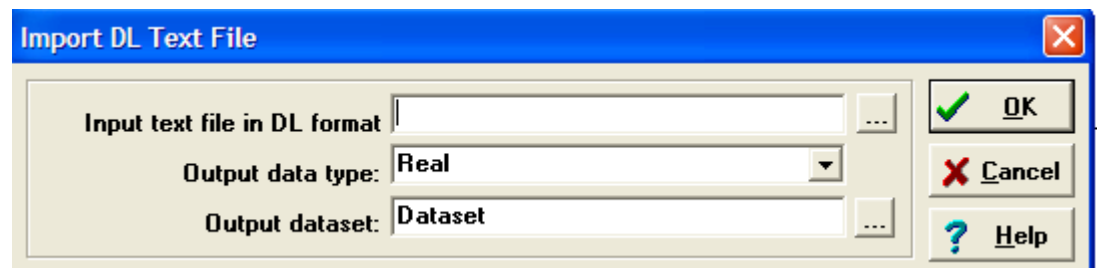 Import DL Text File
Input text file in DL format
...
OK
Output data type: Real
Cancel
Output dataset: Dataset
...
? Help